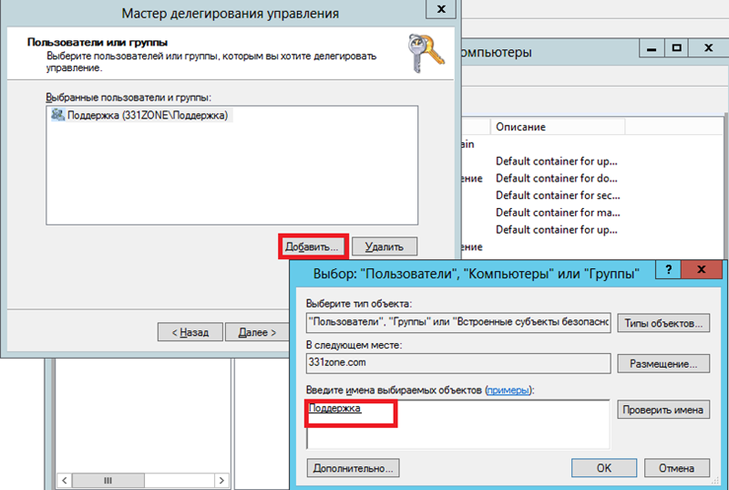 Мастер делегирования управления
x
Пользователи или группы
Выберите пользователей или группы, которым вы хотите делегировать
управление.
Выбранные пользователи и группы:
Поддержка (331ZONE\Поддержка)
Добавить...
Удалить
< Назад
Далее >
омпьютеры
x
Описание
ain
Default container for up...
ение
Default container for do...
Default container for sec...
Default container for ma...
Default container for up...
ение
Выбор: "Пользователи", "Компьютеры" или "Группы"
?
x
Выберите тип объекта:
"Пользователи", "Группы" или "Встроенные субъекты безопасно
Типы объектов...
В следующем месте:
331zone.com
Размещение...
Введите имена выбираемых объектов (примеры):
Поддержка
Проверить имена
Дополнительно...
OK
Отмена